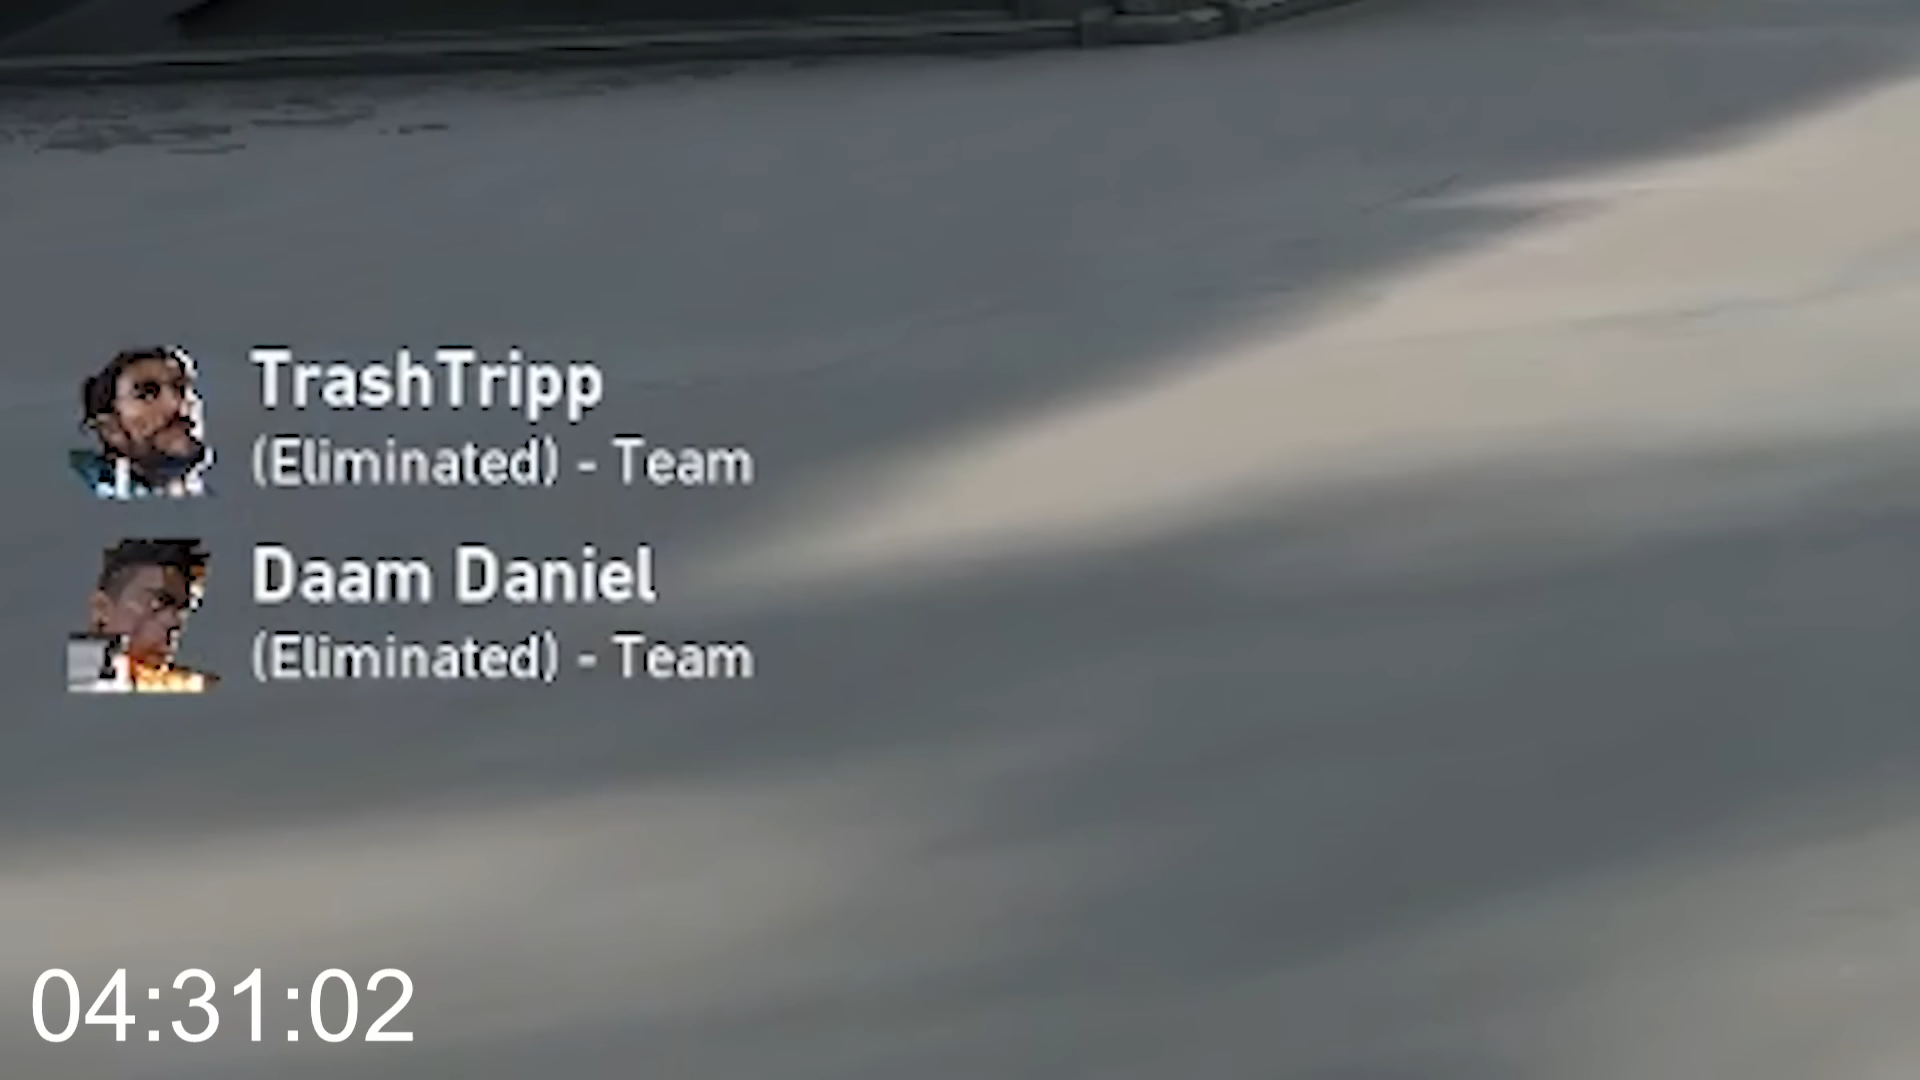 TrashTripp
(Eliminated) - Team
Daam Daniel
(Eliminated) - Team
04:31:02